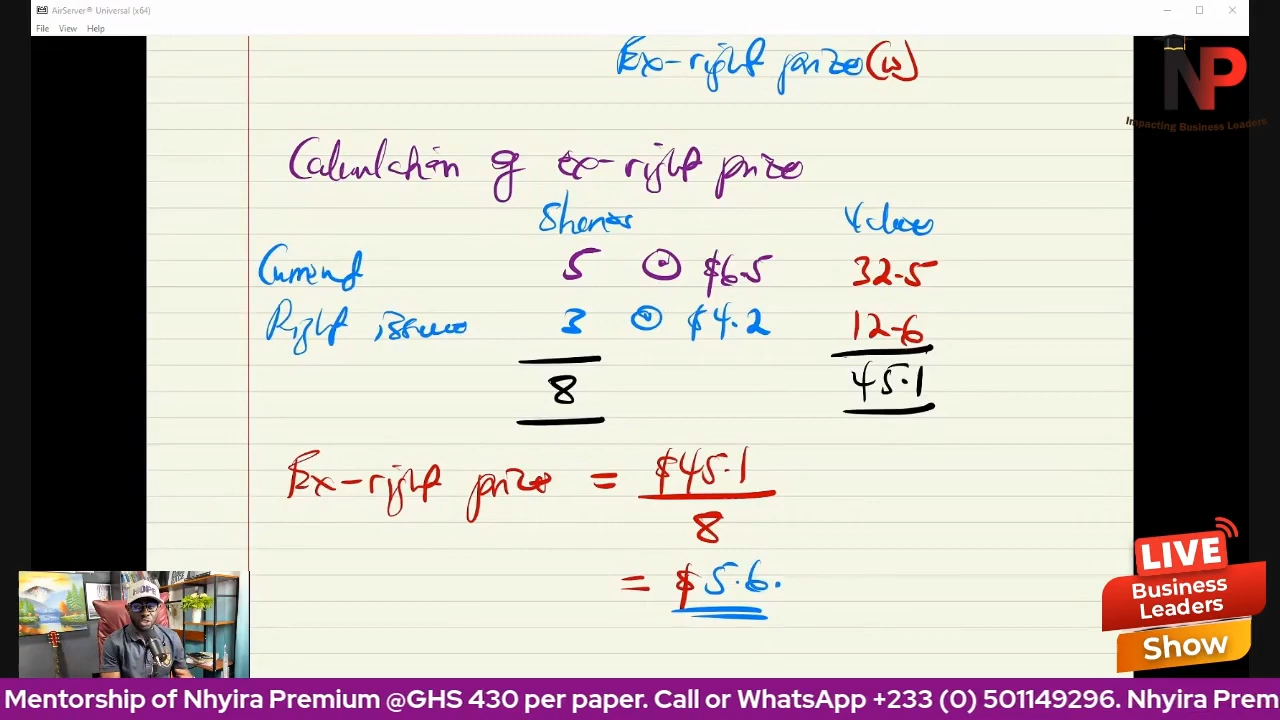 AirServer® Universal (x64)
File View Help
Ex-right price (w)
NP
Impacting Business Leaders
Calculation of ex-right price
Shares Value
Current 5 @ $6.5 32.5
Right issue 3 @ $4.2 12.6
8 45.1
Ex-right price = $45.1
8
= $5.6.
HOPE
LIVE
Business
Leaders
Show
Mentorship of Nhyira Premium @GHS 430 per paper. Call or WhatsApp +233 (0) 501149296. Nhyira Prem